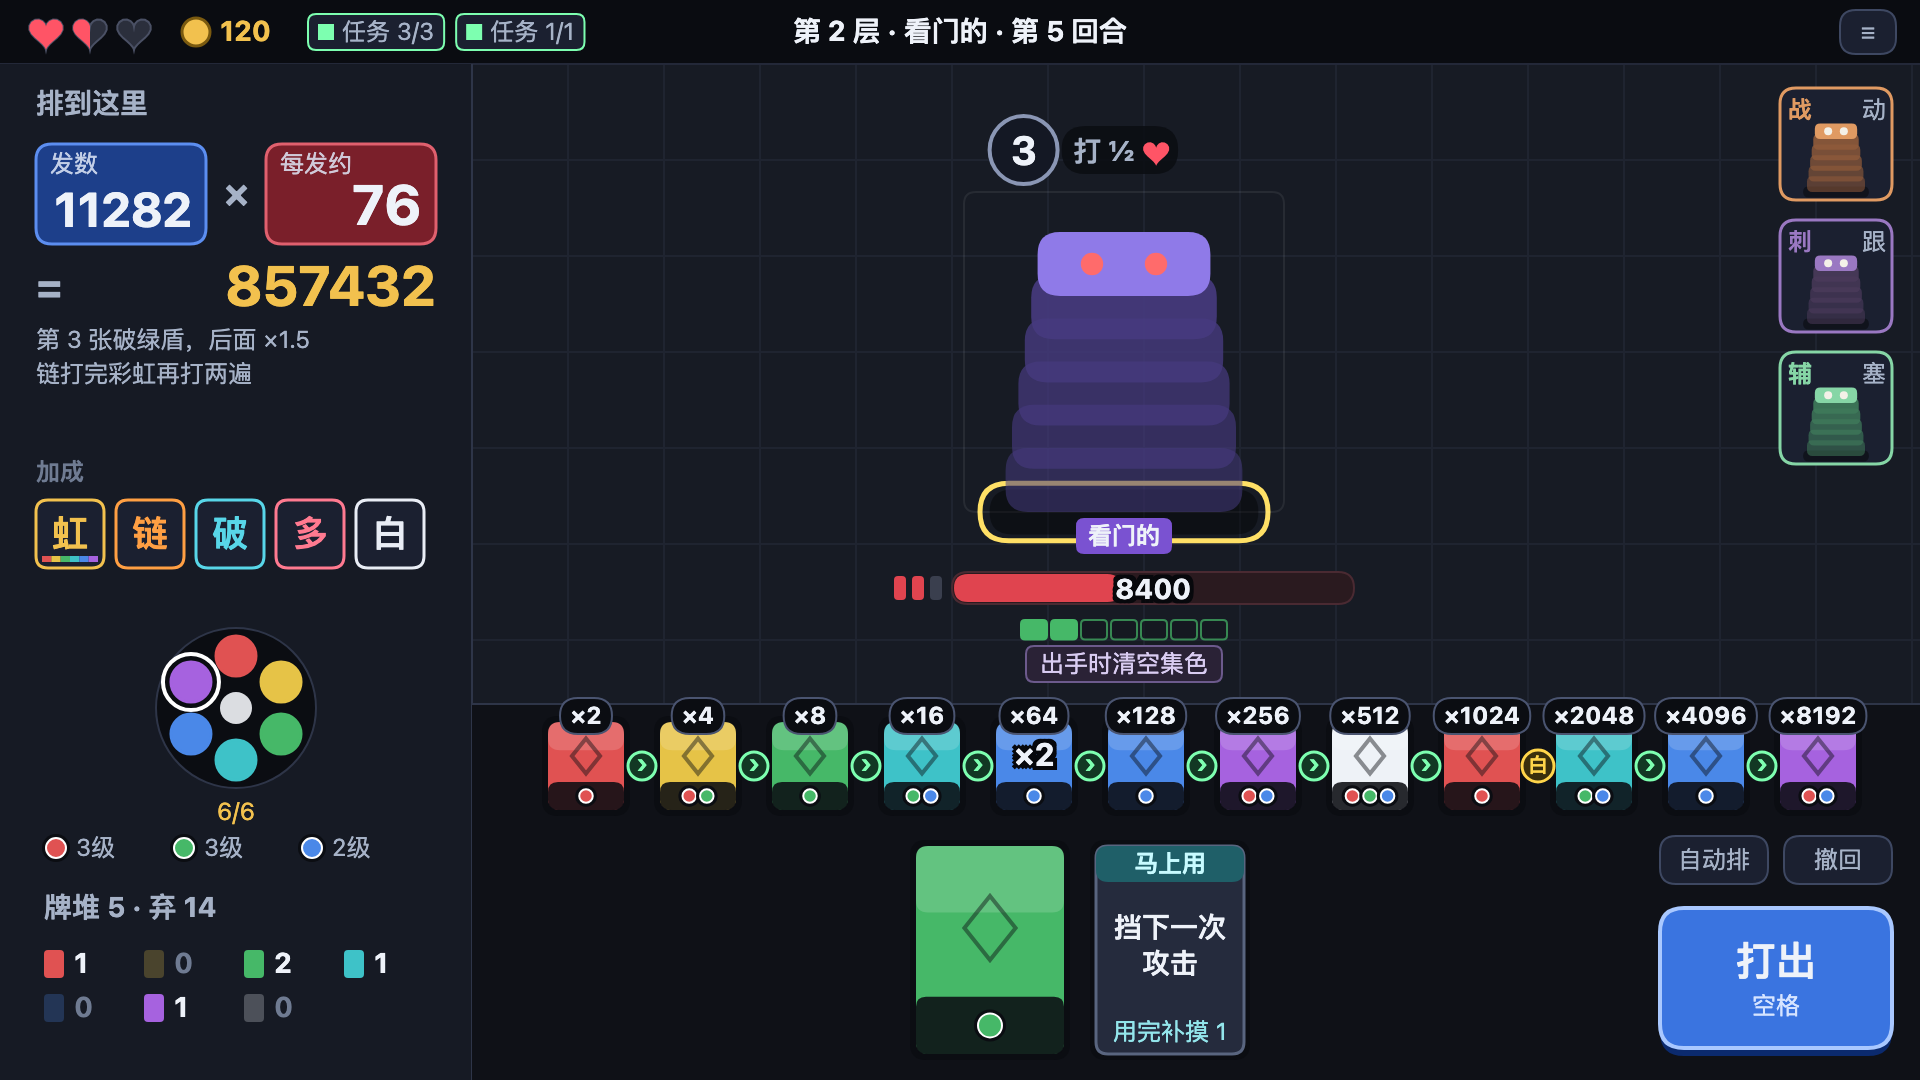 120
任务 3/3
任务 1/1
第 2 层 · 看门的 · 第 5 回合
≡
排到这里
发数
11282
×
每发约
76
=
857432
第 3 张破绿盾，后面 ×1.5
链打完彩虹再打两遍
加成
虹
链
破
多
白
6/6
3级
3级
2级
牌堆 5 · 弃 14
1
0
2
1
0
1
0
3
打 ½
看门的
8400
出手时清空集色
战
动
刺
跟
辅
塞
×2
×4
×8
×16
×64
×128
×256
×512
×1024
×2048
×4096
×8192
×2
白
马上用
挡下一次
攻击
用完补摸 1
自动排
撤回
打出
空格